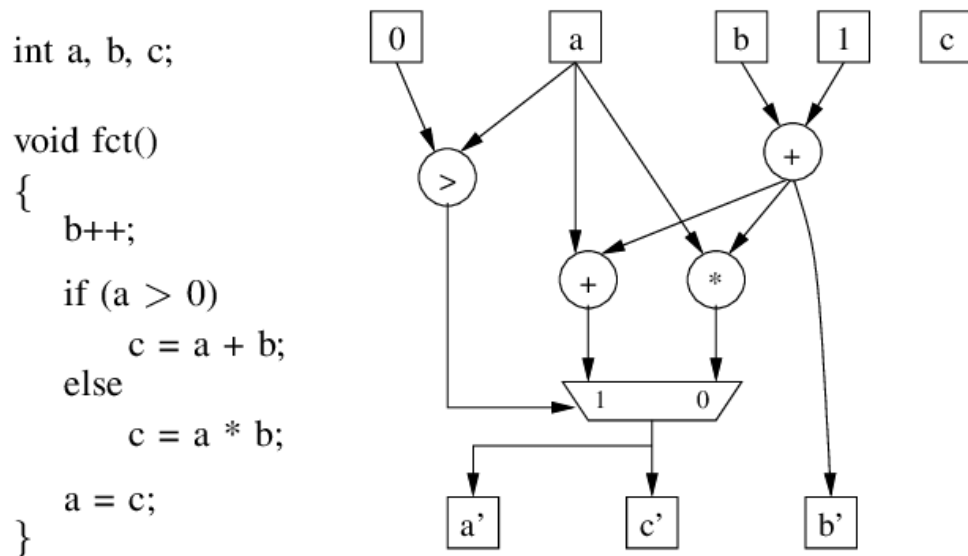 int a, b, c;
void fct()
{
b++;
if (a > 0)
c = a + b;
else
c = a * b;
a = c;
}
0 a b 1 c
+
>
+ *
1 0
a’ c’ b’